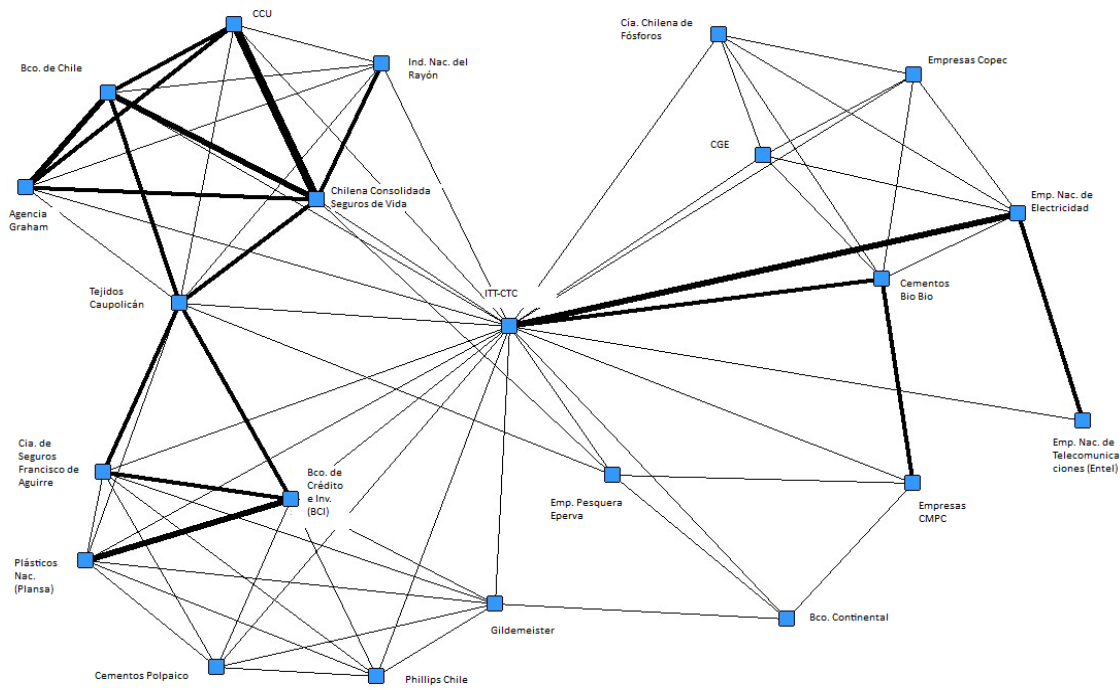 CCU
Cia. Chilena de
Fósforos
Bco. de Chile
Ind. Nac. del
Rayón
Empresas Copec
CGE
Agencia
Graham
Chilena Consolidada
Seguros de Vida
Emp. Nac. de
Electricidad
Tejidos
Caupolicán
ITT-CTC
Cementos
Bio Bio
Cia. de
Seguros
Francisco de
Aguirre
Bco. de
Crédito
e Inv.
(BCI)
Emp. Pesquera
Eperva
Empresas
CMPC
Emp. Nac. de
Telecomunica
ciones (Entel)
Plásticos
Nac.
(Plansa)
Gildemeister
Bco. Continental
Cementos Polpaico
Phillips Chile